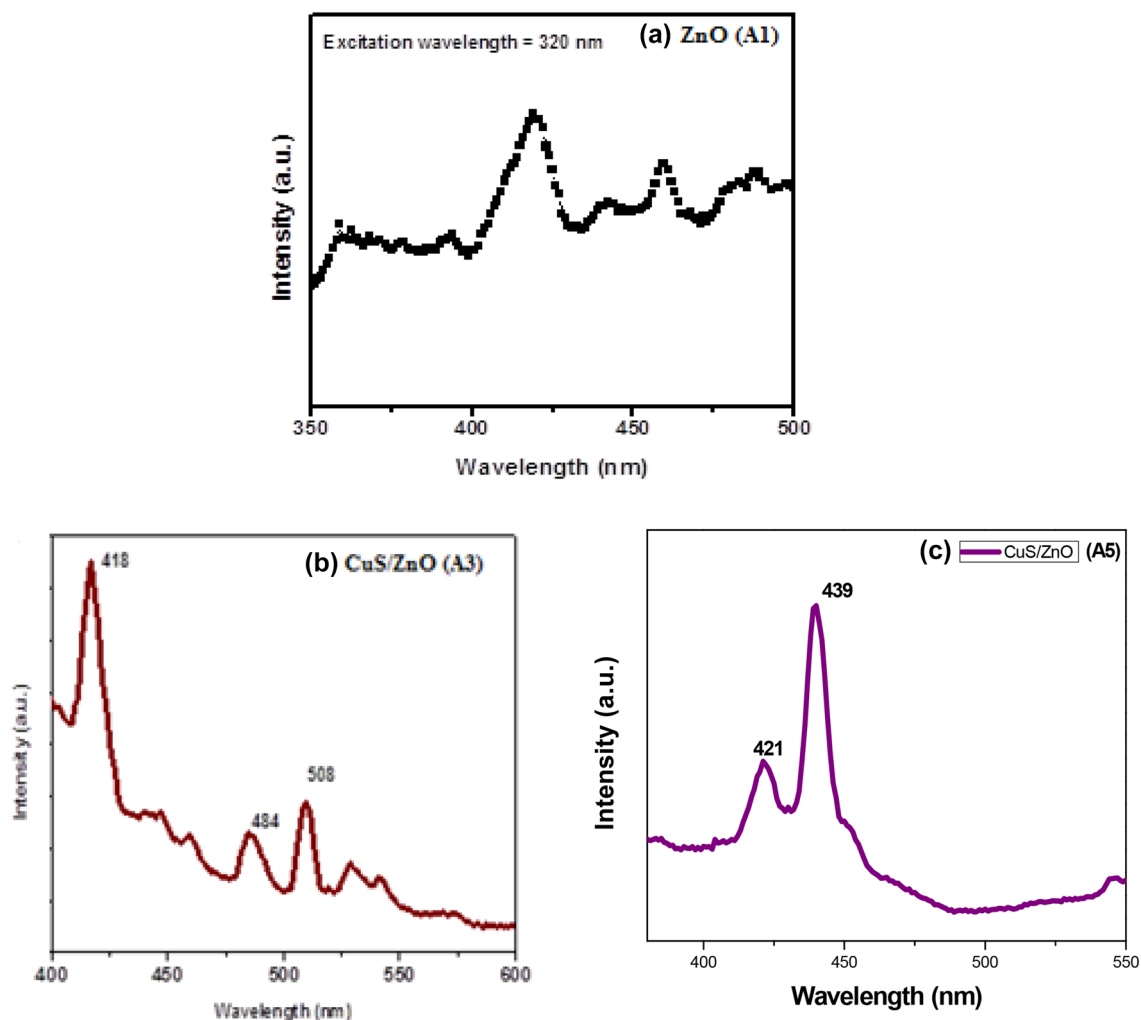 Excitation wavelength = 320 nm (a) ZnO (A1)
Intensity (a.u.)
350 400 450 500
Wavelength (nm)
(b) CuS/ZnO (A3)
418
484
508
Intensity (a.u.)
400 450 500 550 600
Wavelength (nm)
(c) CuS/ZnO (A5)
439
421
Intensity (a.u.)
400 450 500 550
Wavelength (nm)